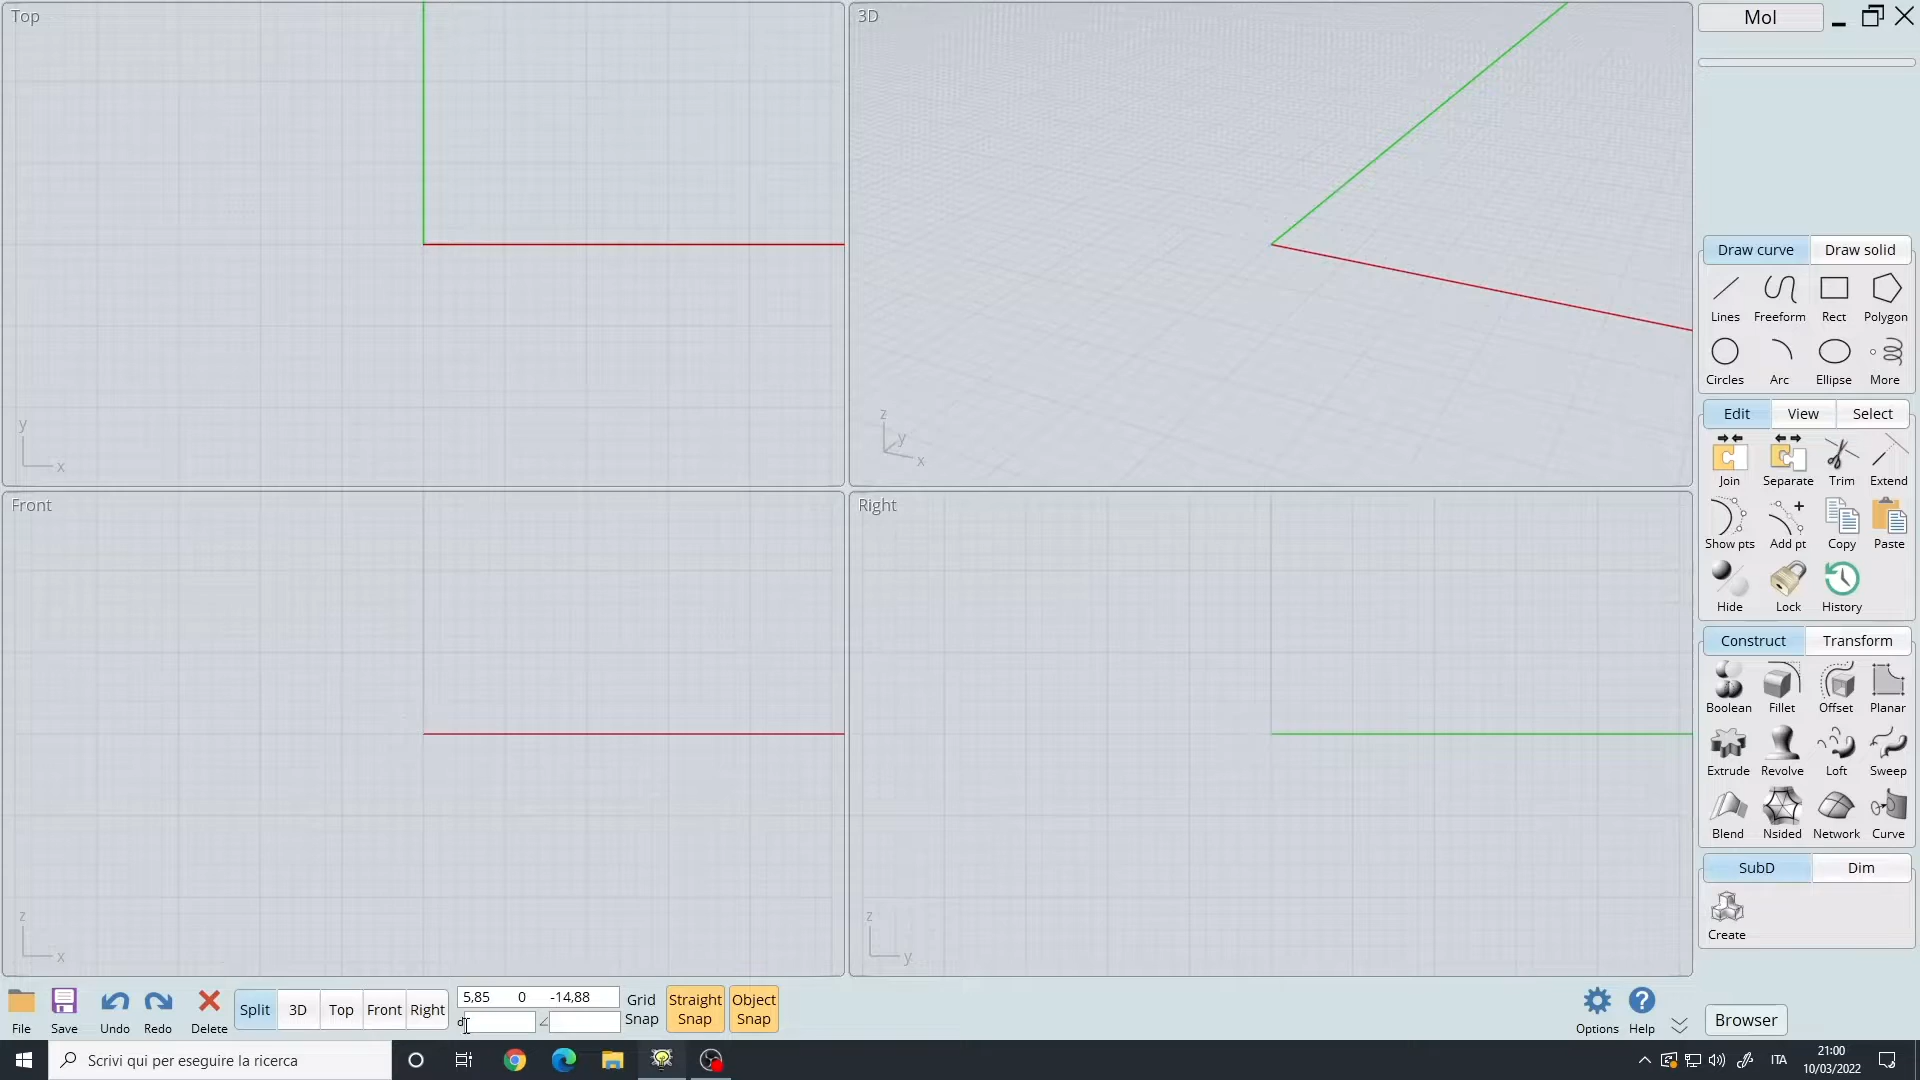 Top
3D
MoI
Draw curve Draw solid
Lines Freeform Rect Polygon
Circles Arc Ellipse More
Edit View Select
Join Separate Trim Extend
Show pts Add pt Copy Paste
Hide Lock History
Construct Transform
Boolean Fillet Offset Planar
Extrude Revolve Loft Sweep
Blend Nsided Network Curve
SubD Dim
Create
y
x
z
y
x
Front
Right
z
x
z
y
File Save Undo Redo Delete
Split 3D Top Front Right
5,85 0 -14,88
d
Grid Snap
Straight Snap
Object Snap
Options Help
Browser
Scrivi qui per eseguire la ricerca
ITA
21:00
10/03/2022